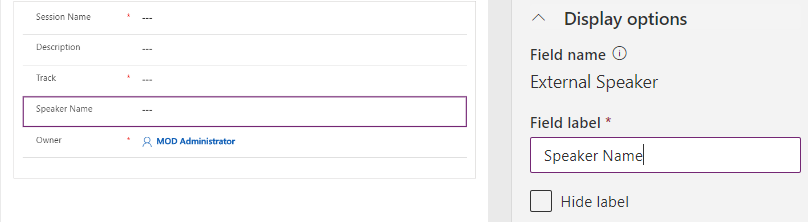 Session Name * ---
Description ---
Track * ---
Speaker Name ---
Owner * MOD Administrator
Display options
Field name
External Speaker
Field label *
Speaker Name
Hide label